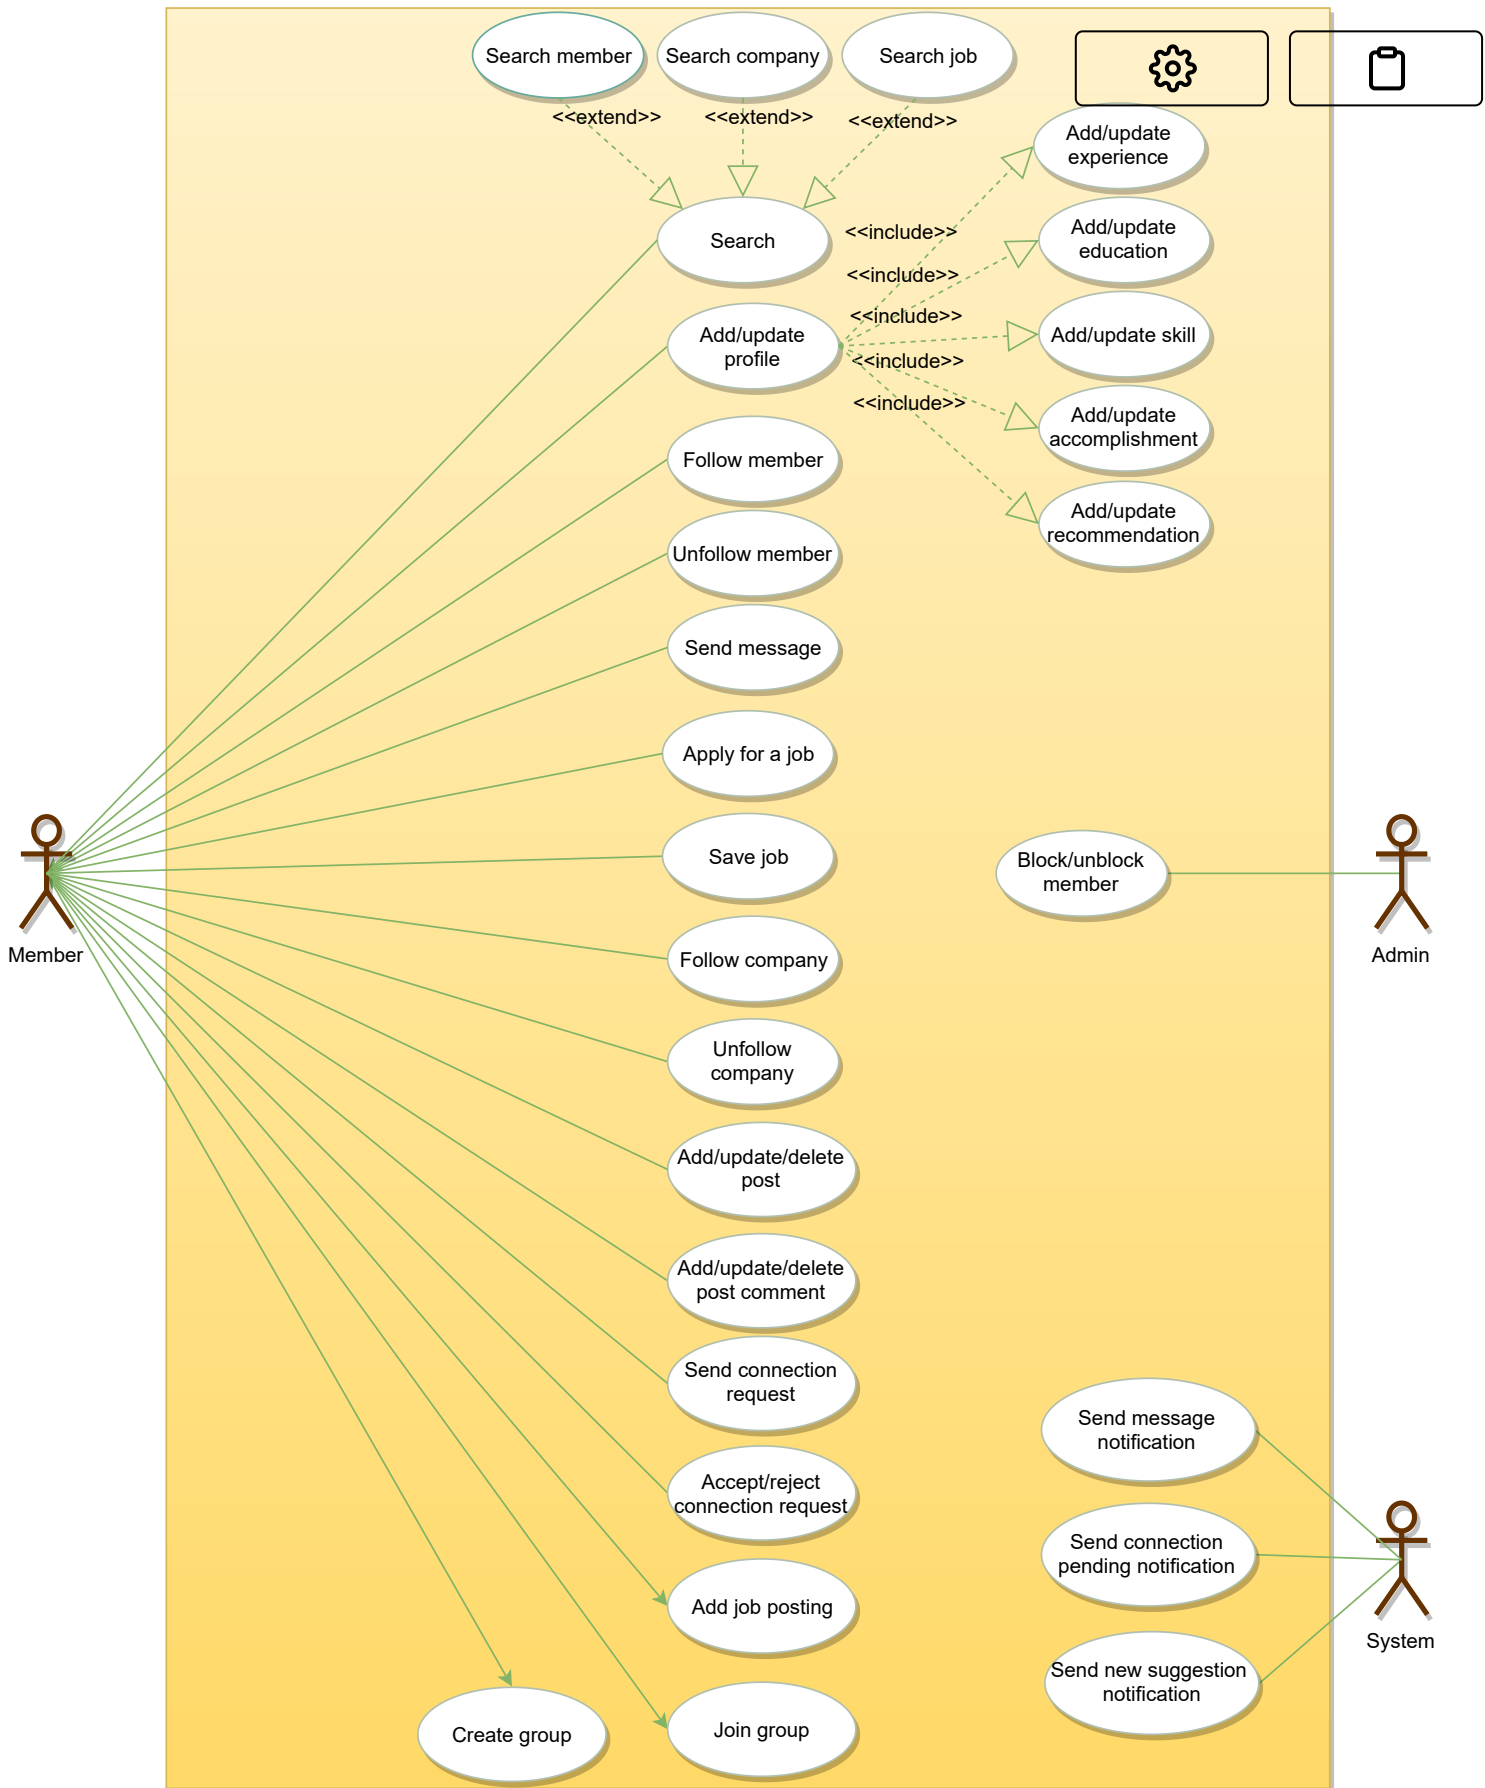 Search member
Search company
Search job
<<extend>>
<<extend>>
<<extend>>
Add/update
experience
Search
<<include>>
Add/update
education
<<include>>
Add/update
profile
<<include>>
Add/update skill
<<include>>
<<include>>
Add/update
accomplishment
Follow member
Add/update
recommendation
Unfollow member
Send message
Apply for a job
Save job
Block/unblock
member
Member
Admin
Follow company
Unfollow
company
Add/update/delete
post
Add/update/delete
post comment
Send connection
request
Send message
notification
Accept/reject
connection request
Send connection
pending notification
Add job posting
System
Send new suggestion
notification
Create group
Join group